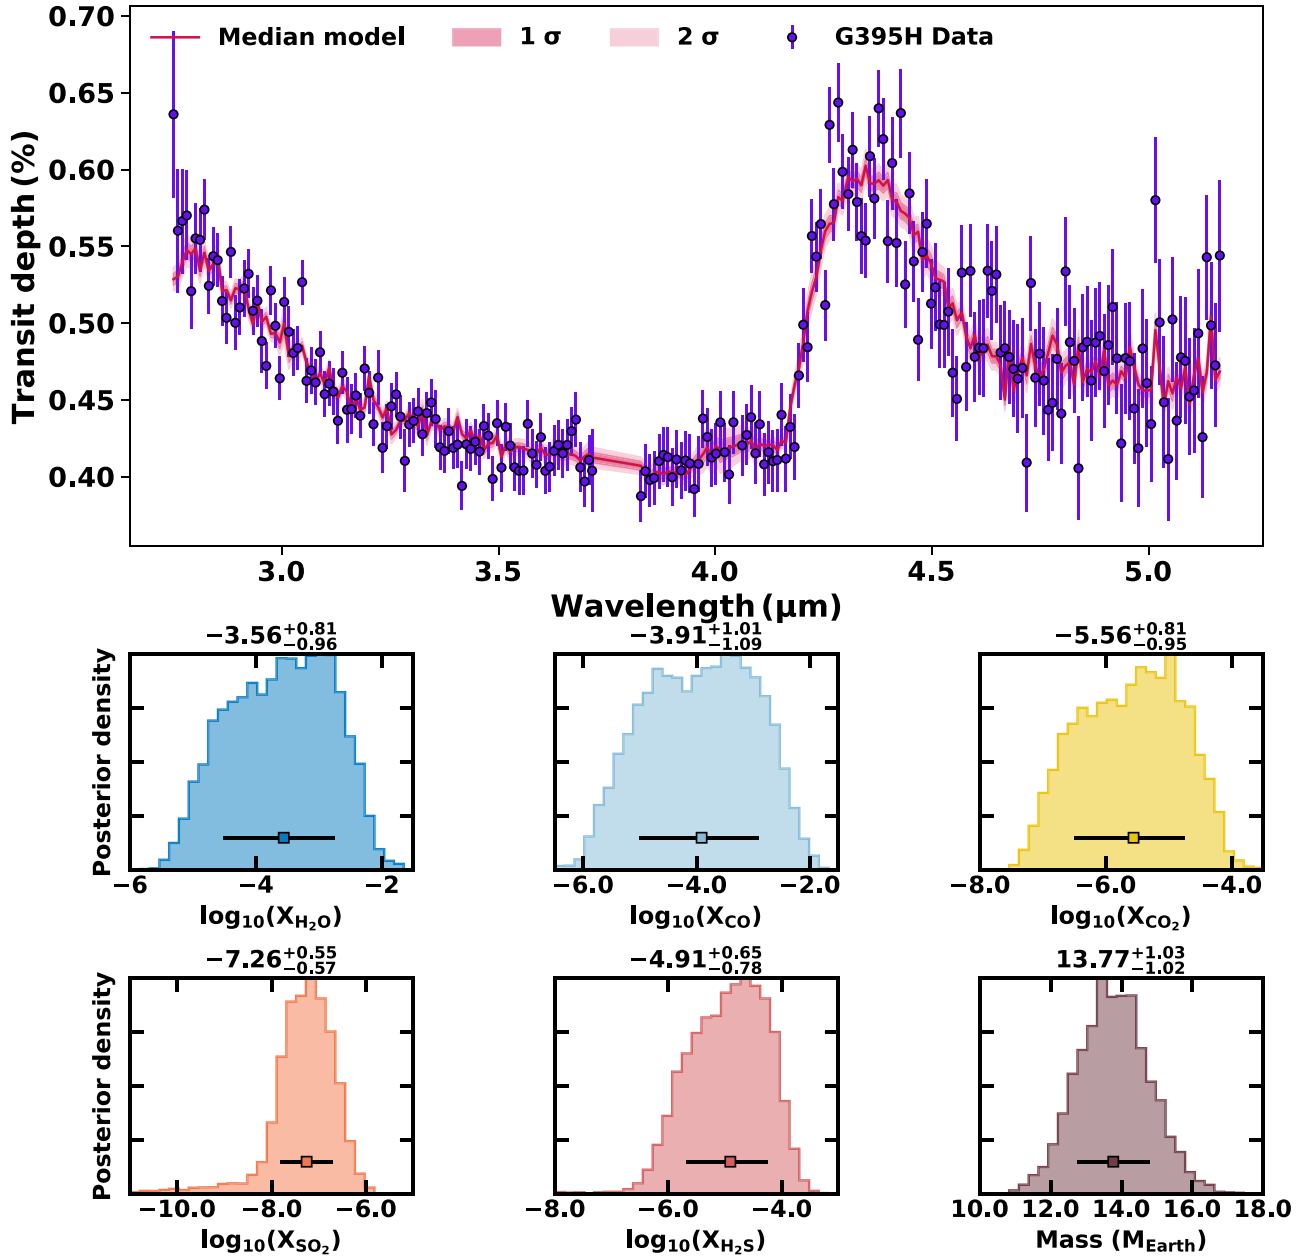 Median model 1 σ 2 σ G395H Data
0.70
0.65
0.60
0.55
0.50
0.45
0.40
Transit depth (%)
3.0 3.5 4.0 4.5 5.0
Wavelength (μm)
−3.56+0.81−0.96 −3.91+1.01−1.09 −5.56+0.81−0.95
Posterior density
−6 −4 −2 −6.0 −4.0 −2.0 −8.0 −6.0 −4.0
log10(XH2O) log10(XCO) log10(XCO2)
−7.26+0.55−0.57 −4.91+0.65−0.78 13.77+1.03−1.02
Posterior density
−10.0 −8.0 −6.0 −8.0 −6.0 −4.0 10.0 12.0 14.0 16.0 18.0
log10(XSO2) log10(XH2S) Mass (MEarth)